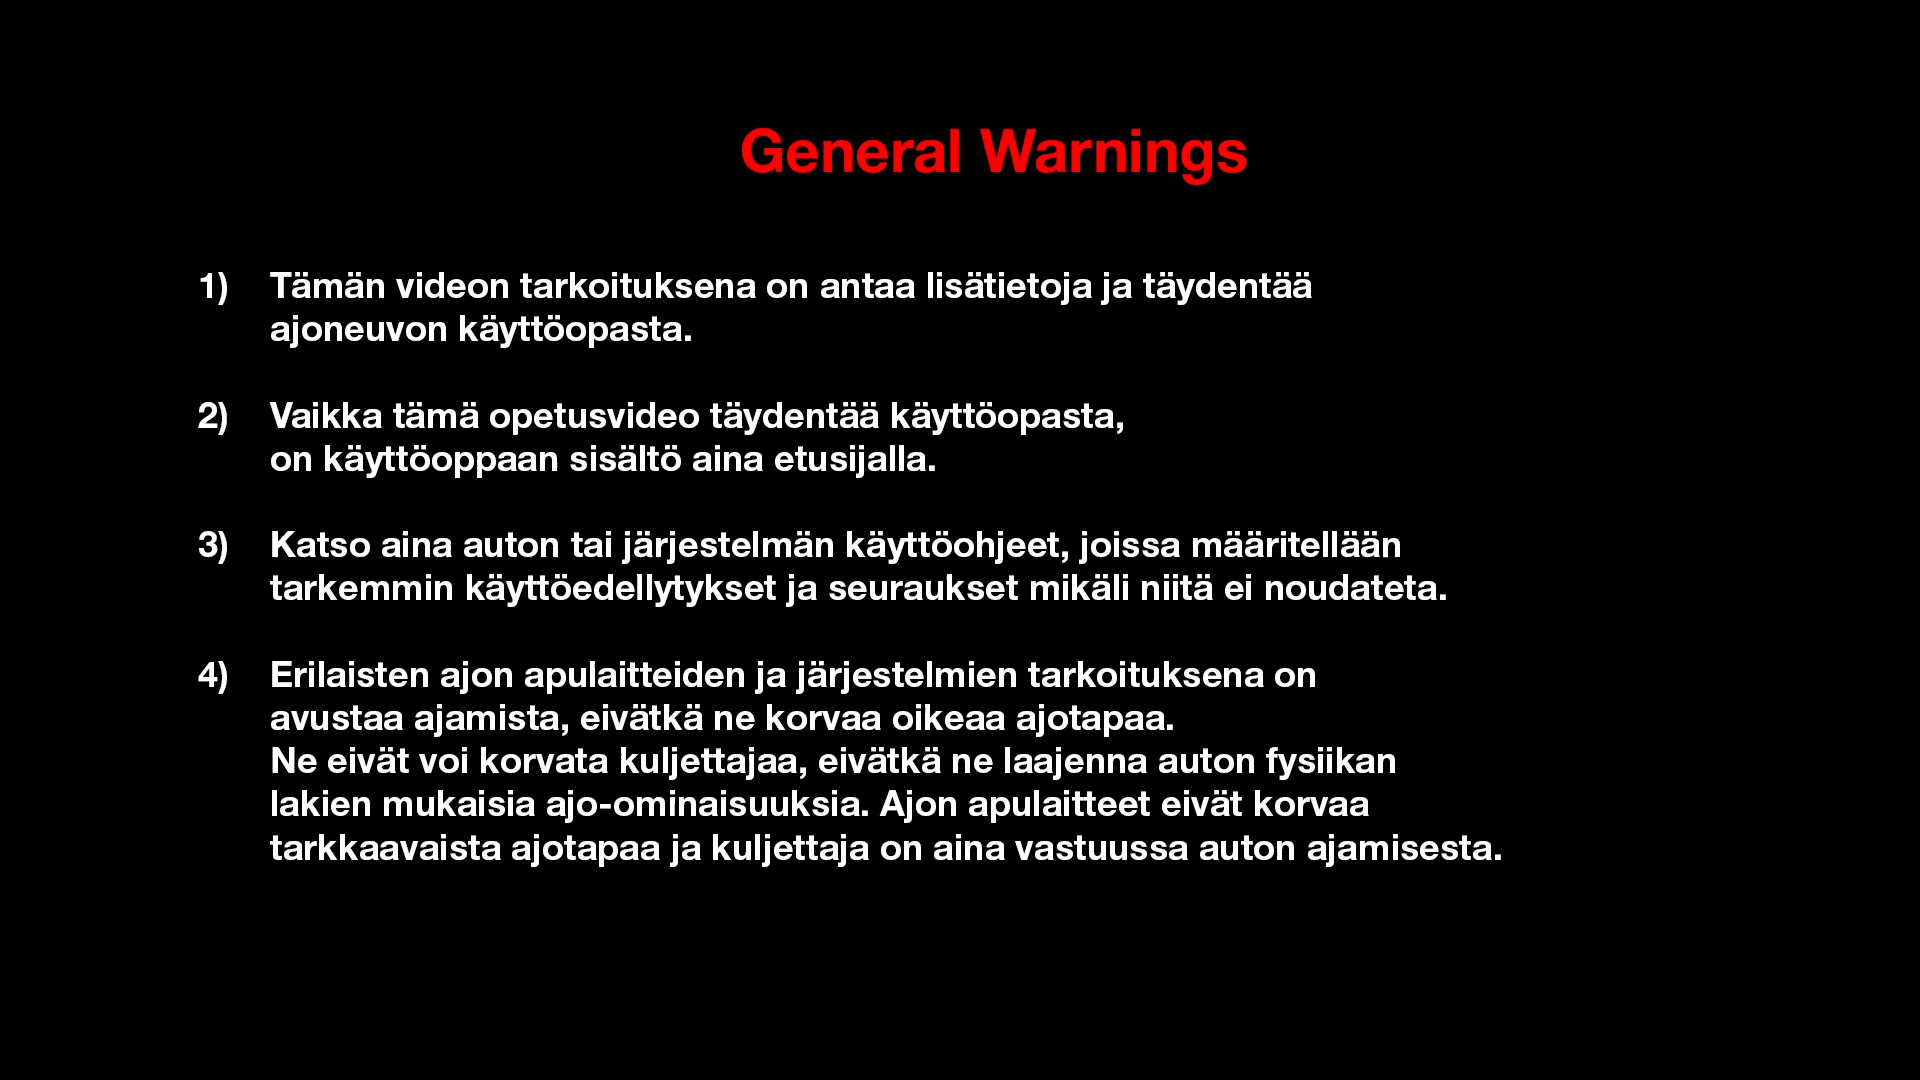 General Warnings
1) Tämän videon tarkoituksena on antaa lisätietoja ja täydentää
ajoneuvon käyttöopasta.
2) Vaikka tämä opetusvideo täydentää käyttöopasta,
on käyttöoppaan sisältö aina etusijalla.
3) Katso aina auton tai järjestelmän käyttöohjeet, joissa määritellään
tarkemmin käyttöedellytykset ja seuraukset mikäli niitä ei noudateta.
4) Erilaisten ajon apulaitteiden ja järjestelmien tarkoituksena on
avustaa ajamista, eivätkä ne korvaa oikeaa ajotapaa.
Ne eivät voi korvata kuljettajaa, eivätkä ne laajenna auton fysiikan
lakien mukaisia ajo-ominaisuuksia. Ajon apulaitteet eivät korvaa
tarkkaavaista ajotapaa ja kuljettaja on aina vastuussa auton ajamisesta.